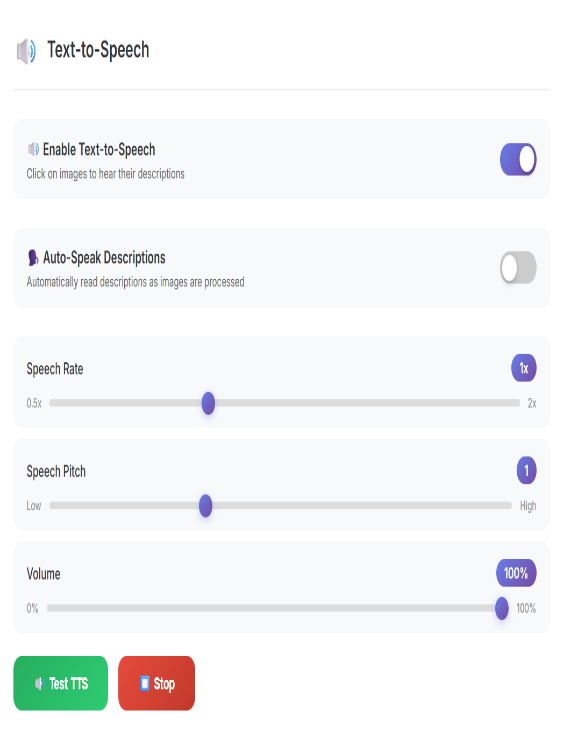 Text-to-Speech
Enable Text-to-Speech
Click on images to hear their descriptions
Auto-Speak Descriptions
Automatically read descriptions as images are processed
Speech Rate
1x
0.5x
2x
Speech Pitch
1
Low
High
Volume
100%
0%
100%
Test TTS
Stop